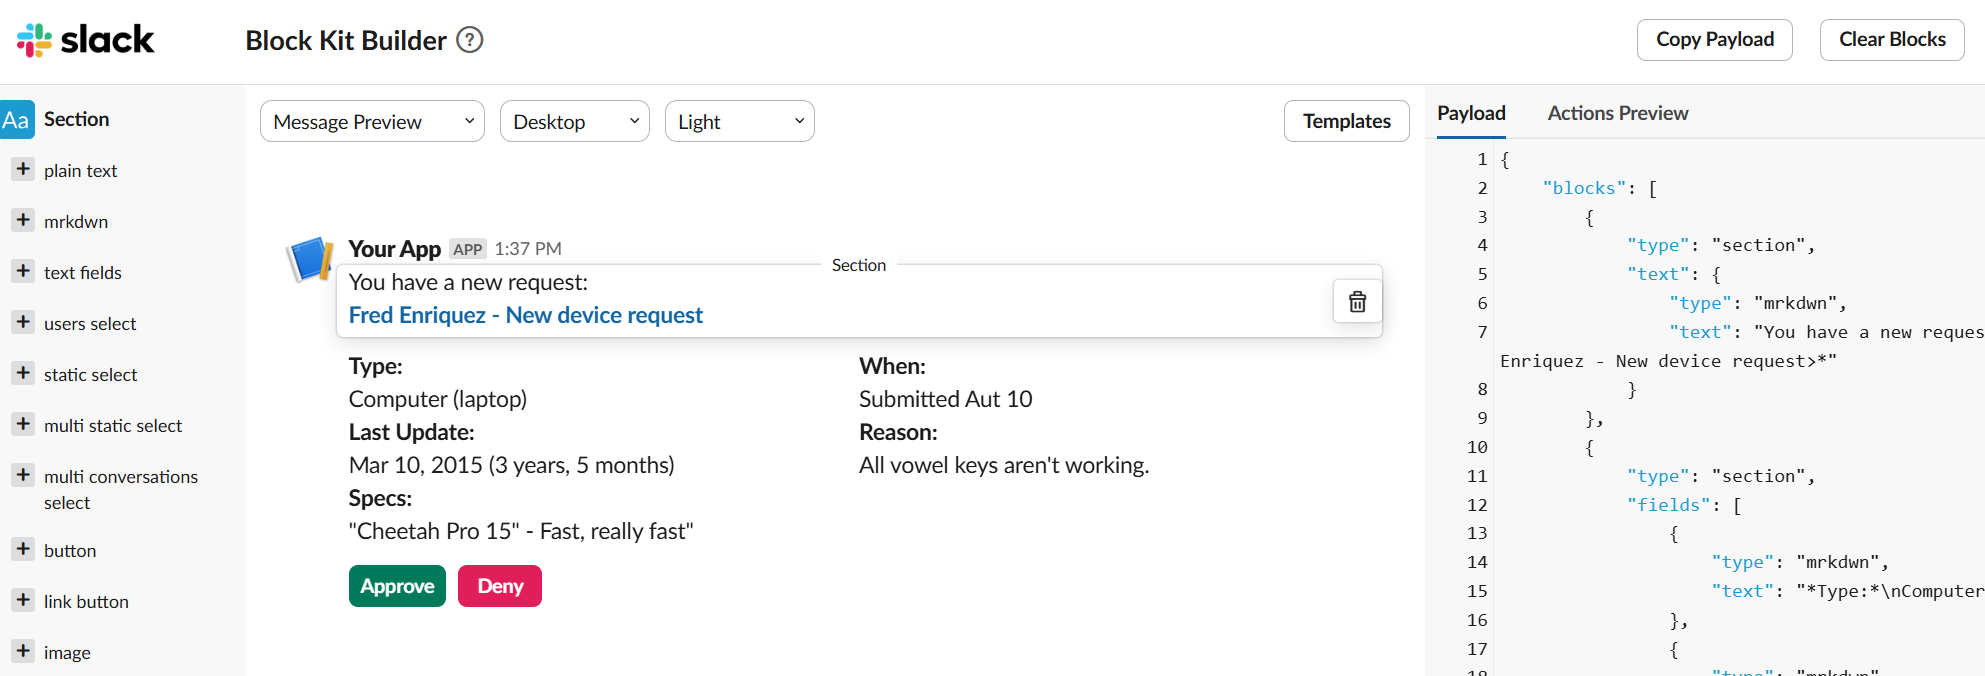 slack
Block Kit Builder ?
Copy Payload
Clear Blocks
Aa Section
plain text
mrkdwn
text fields
users select
static select
multi static select
multi conversations
select
button
link button
image
Message Preview
Desktop
Light
Templates
Your App APP 1:37 PM
Section
You have a new request:
Fred Enriquez - New device request
Type:
Computer (laptop)
Last Update:
Mar 10, 2015 (3 years, 5 months)
Specs:
"Cheetah Pro 15" - Fast, really fast"
When:
Submitted Aut 10
Reason:
All vowel keys aren't working.
Approve
Deny
Payload
Actions Preview
1 {
2 "blocks": [
3 {
4 "type": "section",
5 "text": {
6 "type": "mrkdwn",
7 "text": "You have a new reques
Enriquez - New device request>*"
8 }
9 },
10 {
11 "type": "section",
12 "fields": [
13 {
14 "type": "mrkdwn",
15 "text": "*Type:*\nComputer
16 },
17 {
18 "type": "mrkdwn"